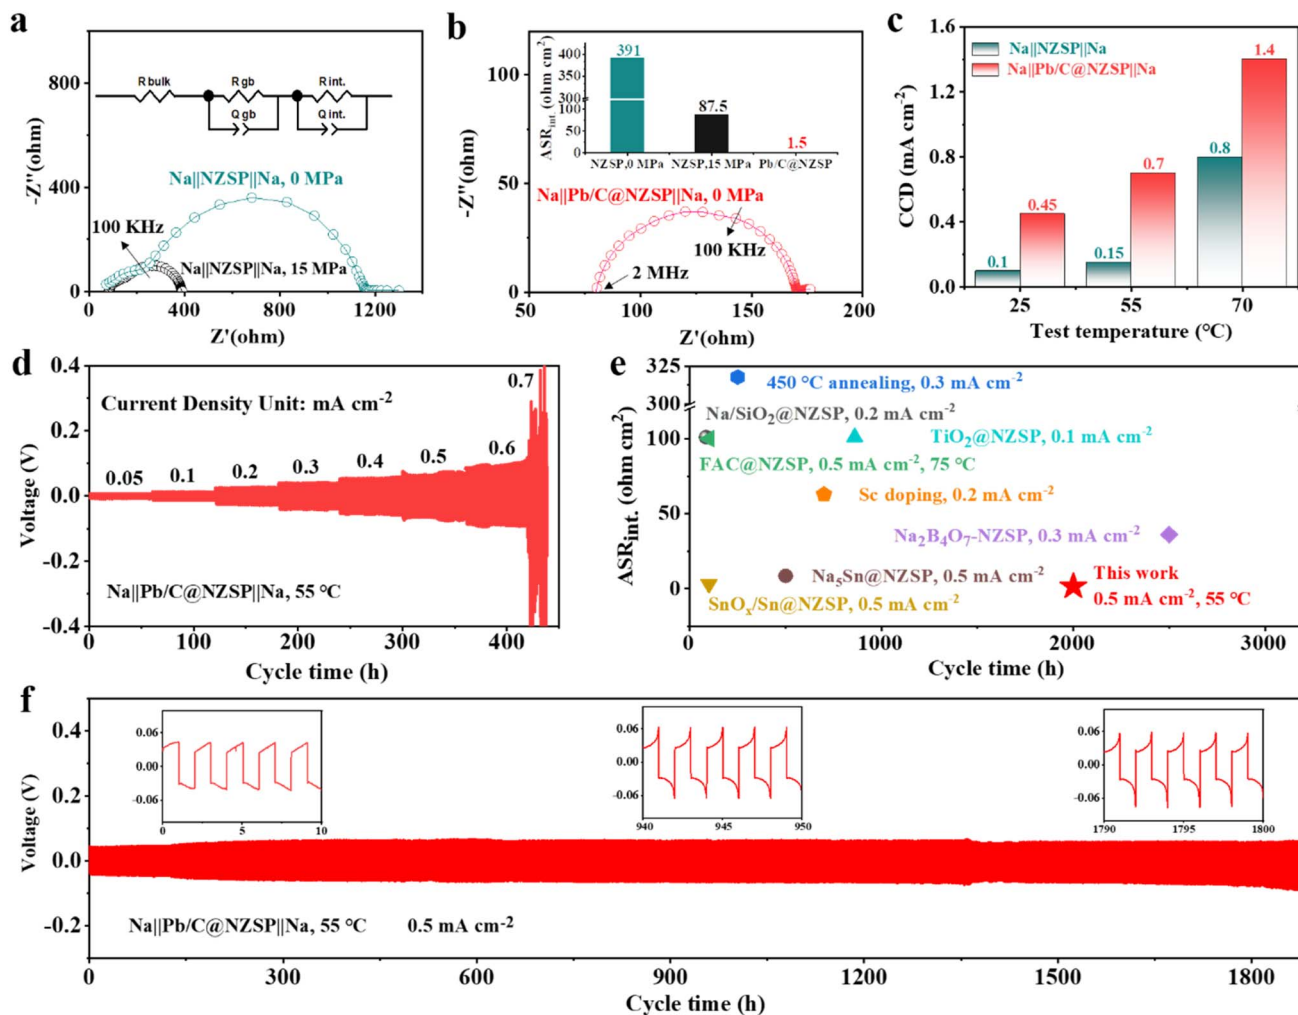 a
800
400
0
-Z''(ohm)
R bulk
R gb
R int.
Q gb
Q int.
Na||NZSP||Na, 0 MPa
100 KHz
Na||NZSP||Na, 15 MPa
0
400
800
1200
Z'(ohm)
b
100
50
0
-Z''(ohm)
400
350
300
100
50
0
ASRint. (ohm cm2)
391
87.5
1.5
NZSP,0 MPa
NZSP,15 MPa
Pb/C@NZSP
Na||Pb/C@NZSP||Na, 0 MPa
100 KHz
2 MHz
50
100
150
200
Z'(ohm)
c
1.6
1.2
0.8
0.4
0.0
CCD (mA cm-2)
Na||NZSP||Na
Na||Pb/C@NZSP||Na
0.1
0.45
0.15
0.7
0.8
1.4
25
55
70
Test temperature (°C)
d
0.4
0.2
0.0
-0.2
-0.4
Voltage (V)
Current Density Unit: mA cm-2
0.05
0.1
0.2
0.3
0.4
0.5
0.6
0.7
Na||Pb/C@NZSP||Na, 55 °C
0
100
200
300
400
Cycle time (h)
e
325
300
100
50
0
ASRint. (ohm cm2)
450 °C annealing, 0.3 mA cm-2
Na/SiO2@NZSP, 0.2 mA cm-2
TiO2@NZSP, 0.1 mA cm-2
FAC@NZSP, 0.5 mA cm-2, 75 °C
Sc doping, 0.2 mA cm-2
Na2B4O7-NZSP, 0.3 mA cm-2
Na5Sn@NZSP, 0.5 mA cm-2
SnOx/Sn@NZSP, 0.5 mA cm-2
This work
0.5 mA cm-2, 55 °C
0
1000
2000
3000
Cycle time (h)
f
0.4
0.2
0.0
-0.2
Voltage (V)
0.06
0.00
-0.06
0
5
10
0.06
0.00
-0.06
940
945
950
0.06
0.00
-0.06
1790
1795
1800
Na||Pb/C@NZSP||Na, 55 °C 0.5 mA cm-2
0
300
600
900
1200
1500
1800
Cycle time (h)